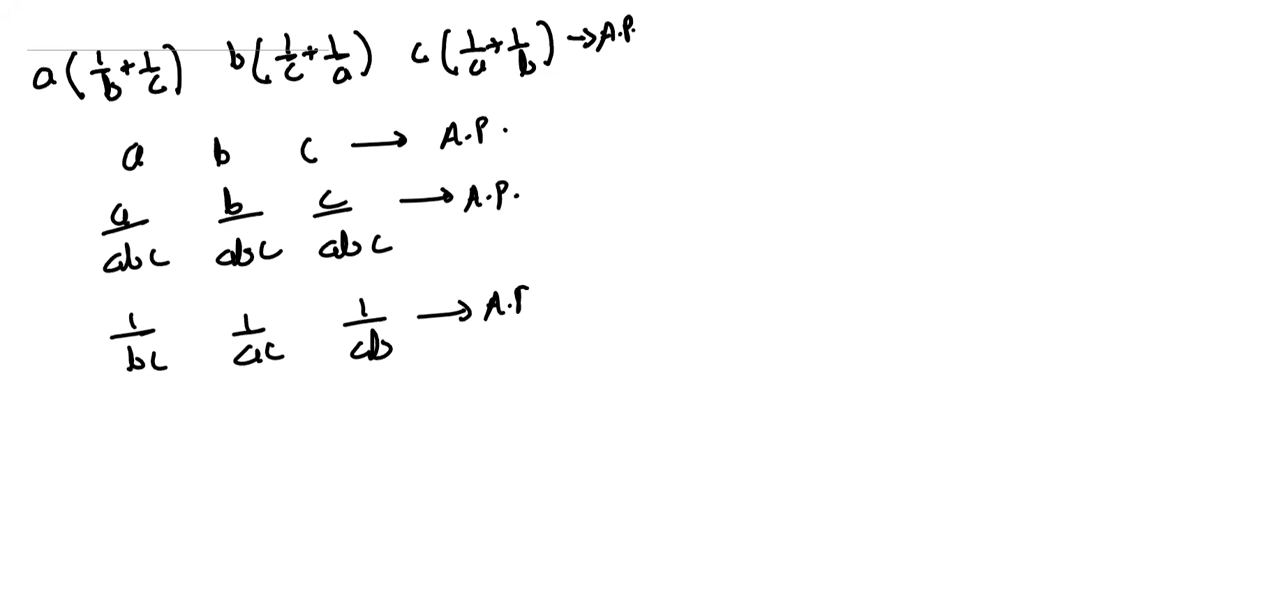 a(1/b+1/c) b(1/c+1/a) c(1/a+1/b) → A.P.
a b c → A.P.
a/abc b/abc c/abc → A.P.
1/bc 1/ac 1/ab → A.P